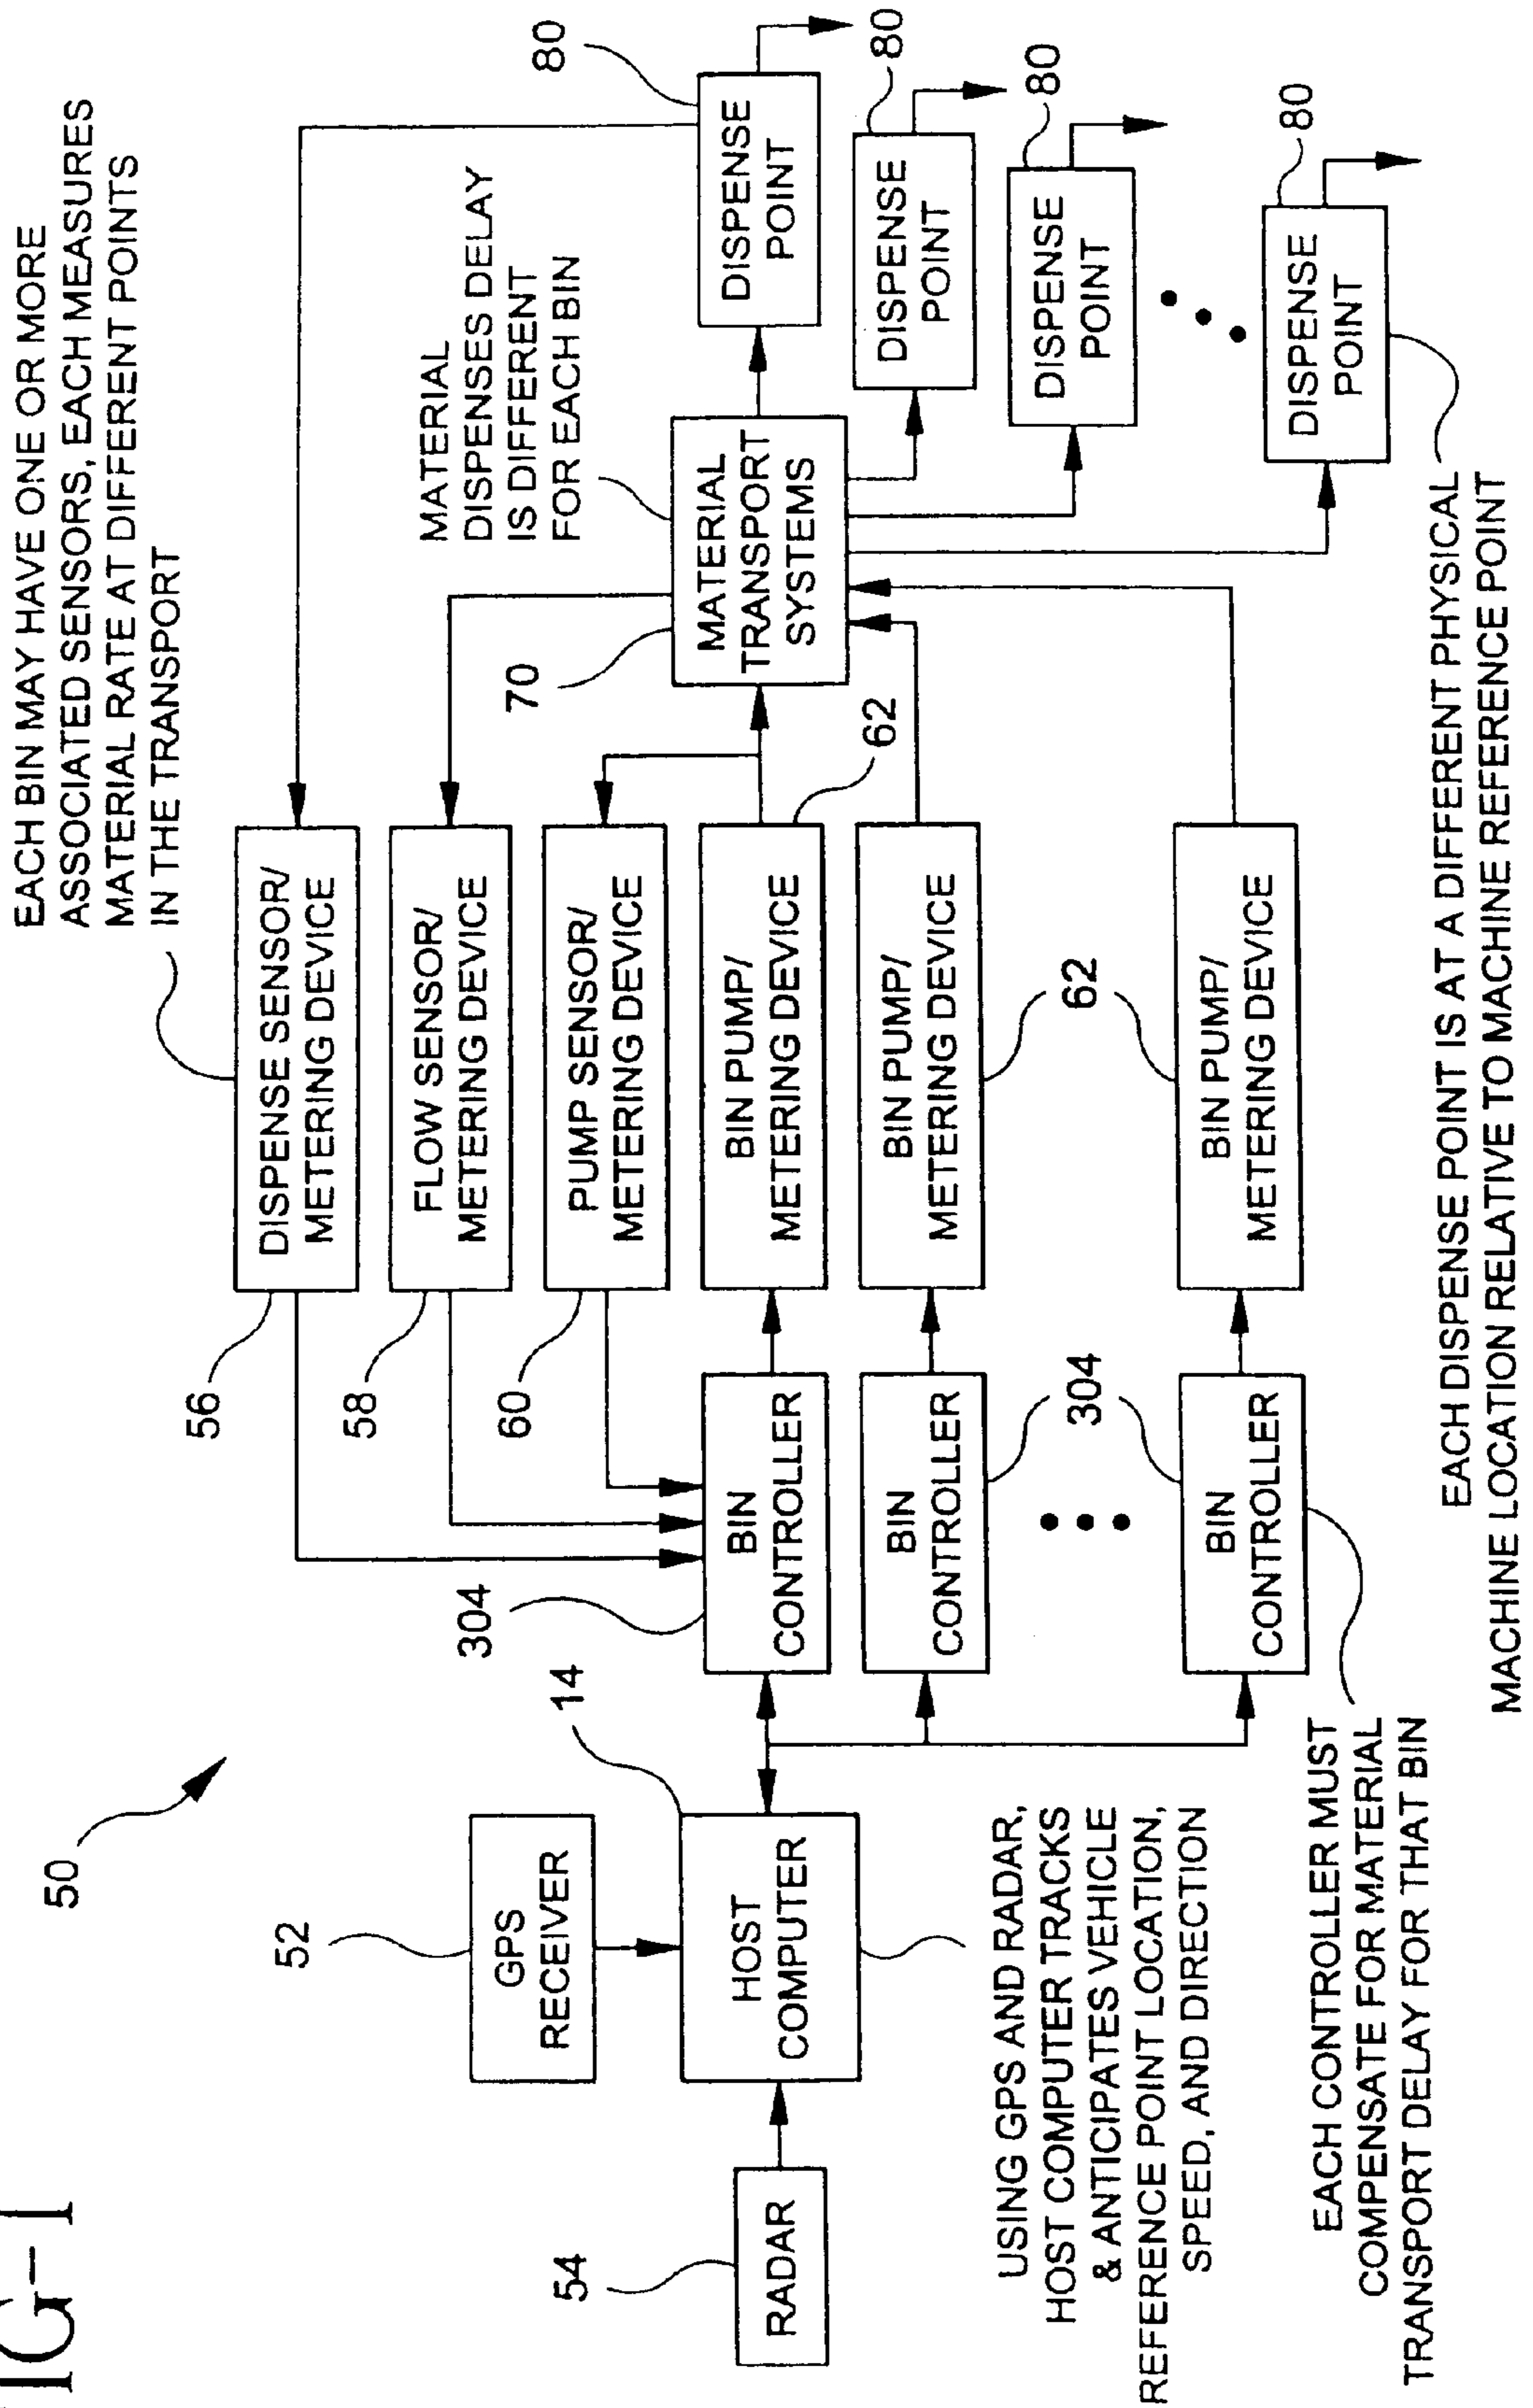 FIG-1
50
EACH BIN MAY HAVE ONE OR MORE
ASSOCIATED SENSORS, EACH MEASURES
MATERIAL RATE AT DIFFERENT POINTS
IN THE TRANSPORT
52
GPS
RECEIVER
54
RADAR
14
HOST
COMPUTER
USING GPS AND RADAR,
HOST COMPUTER TRACKS
& ANTICIPATES VEHICLE
REFERENCE POINT LOCATION,
SPEED, AND DIRECTION
56
DISPENSE SENSOR/
METERING DEVICE
58
FLOW SENSOR/
METERING DEVICE
60
PUMP SENSOR/
METERING DEVICE
304
BIN
CONTROLLER
BIN PUMP/
METERING DEVICE
62
BIN
CONTROLLER
304
BIN PUMP/
METERING DEVICE
62
BIN
CONTROLLER
BIN PUMP/
METERING DEVICE
EACH CONTROLLER MUST
COMPENSATE FOR MATERIAL
TRANSPORT DELAY FOR THAT BIN
70
MATERIAL
TRANSPORT
SYSTEMS
MATERIAL
DISPENSES DELAY
IS DIFFERENT
FOR EACH BIN
80
DISPENSE
POINT
80
DISPENSE
POINT
80
DISPENSE
POINT
80
DISPENSE
POINT
EACH DISPENSE POINT IS AT A DIFFERENT PHYSICAL
MACHINE LOCATION RELATIVE TO MACHINE REFERENCE POINT